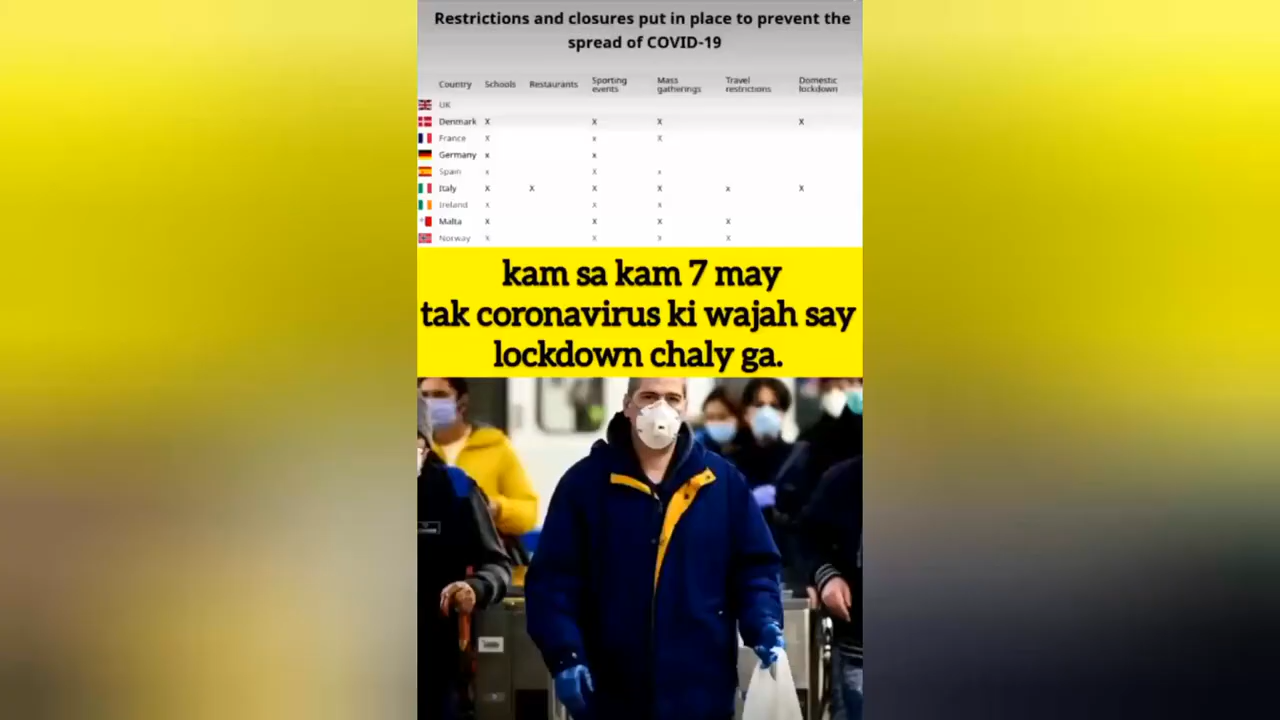 Restrictions and closures put in place to prevent the
spread of COVID-19
Country Schools Restaurants Sporting events Mass gatherings Travel restrictions Domestic lockdown
UK
Denmark X X X X
France X x X
Germany x x
Spain x X x
Italy X X X X x X
Ireland x x x
Malta X X X X
Norway X X X X
kam sa kam 7 may
tak coronavirus ki wajah say
lockdown chaly ga.